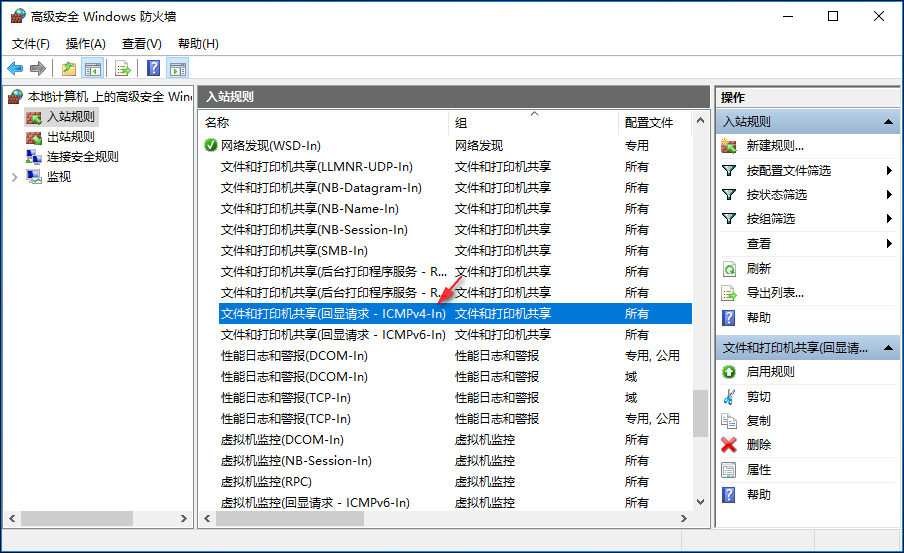 高级安全 Windows 防火墙
文件(F) 操作(A) 查看(V) 帮助(H)
本地计算机 上的高级安全 Win
入站规则
出站规则
连接安全规则
监视
入站规则
名称 组 配置文件
网络发现(WSD-In) 网络发现 专用
文件和打印机共享(LLMNR-UDP-In) 文件和打印机共享 所有
文件和打印机共享(NB-Datagram-In) 文件和打印机共享 所有
文件和打印机共享(NB-Name-In) 文件和打印机共享 所有
文件和打印机共享(NB-Session-In) 文件和打印机共享 所有
文件和打印机共享(SMB-In) 文件和打印机共享 所有
文件和打印机共享(后台打印程序服务 - R... 文件和打印机共享 所有
文件和打印机共享(后台打印程序服务 - R... 文件和打印机共享 所有
文件和打印机共享(回显请求 - ICMPv4-In) 文件和打印机共享 所有
文件和打印机共享(回显请求 - ICMPv6-In) 文件和打印机共享 所有
性能日志和警报(DCOM-In) 性能日志和警报 专用, 公用
性能日志和警报(DCOM-In) 性能日志和警报 域
性能日志和警报(TCP-In) 性能日志和警报 域
性能日志和警报(TCP-In) 性能日志和警报 专用, 公用
虚拟机监控(DCOM-In) 虚拟机监控 所有
虚拟机监控(NB-Session-In) 虚拟机监控 所有
虚拟机监控(RPC) 虚拟机监控 所有
虚拟机监控(回显请求 - ICMPv6-In) 虚拟机监控 所有
操作
入站规则
新建规则...
按配置文件筛选
按状态筛选
按组筛选
查看
刷新
导出列表...
帮助
文件和打印机共享(回显请...
启用规则
剪切
复制
删除
属性
帮助